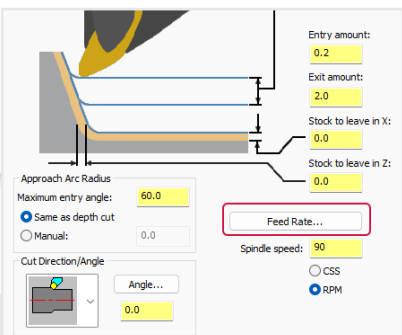 Entry amount:
0.2
Exit amount:
2.0
Stock to leave in X:
0.0
Stock to leave in Z:
0.0
Approach Arc Radius
Maximum entry angle: 60.0
Same as depth cut
Manual: 0.0
Feed Rate...
Spindle speed: 90
CSS
RPM
Cut Direction/Angle
Angle...
0.0